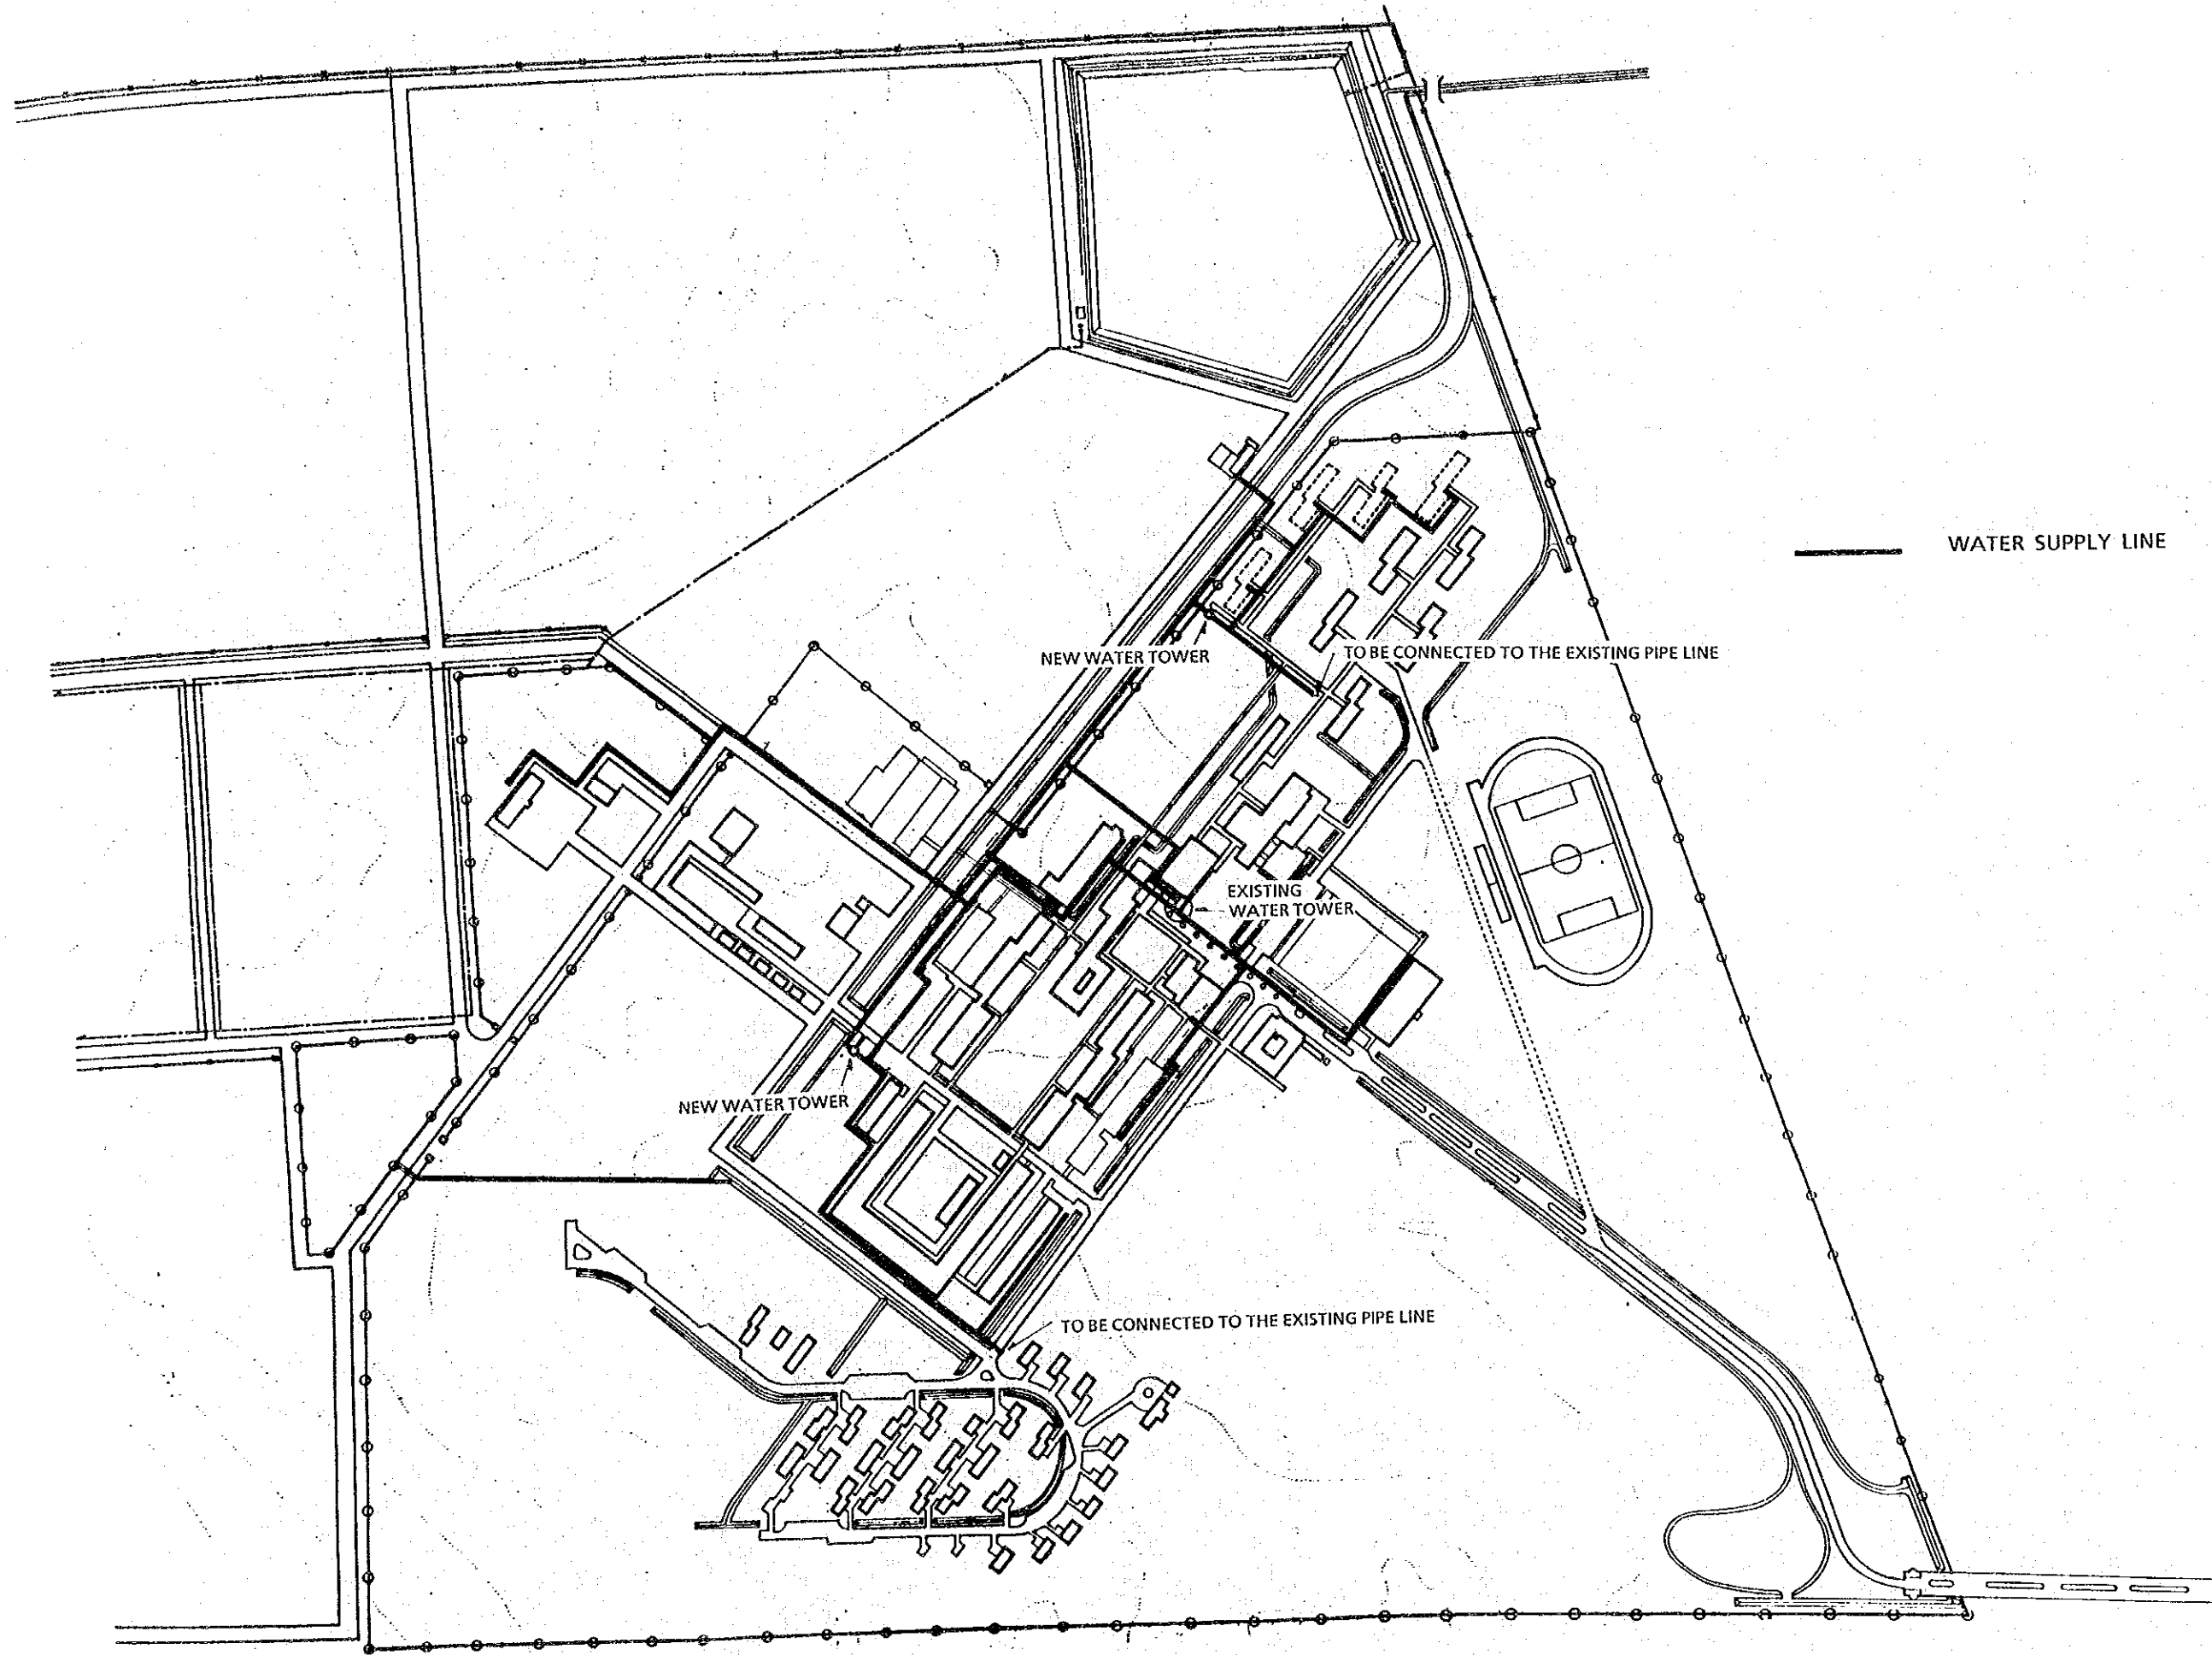 WATER SUPPLY LINE
NEW WATER TOWER
TO BE CONNECTED TO THE EXISTING PIPE LINE
EXISTING
WATER TOWER
NEW WATER TOWER
TO BE CONNECTED TO THE EXISTING PIPE LINE